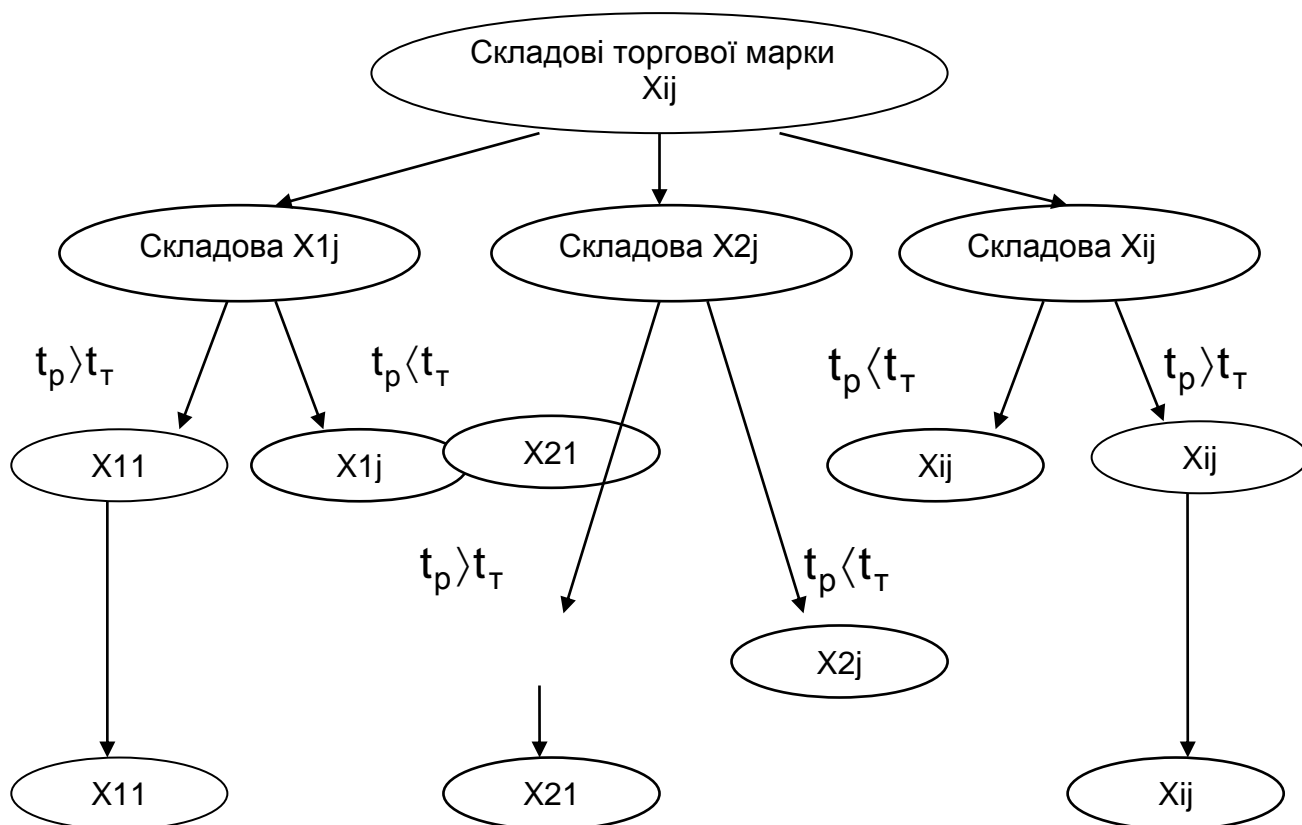 Складові торгової марки
Xij
Складова X1j
Складова X2j
Складова Xij
tр⟩tт
tр⟨tт
tр⟨tт
tр⟩tт
X11
X1j
X21
Xij
Xij
tр⟩tт
tр⟨tт
X2j
X11
X21
Xij